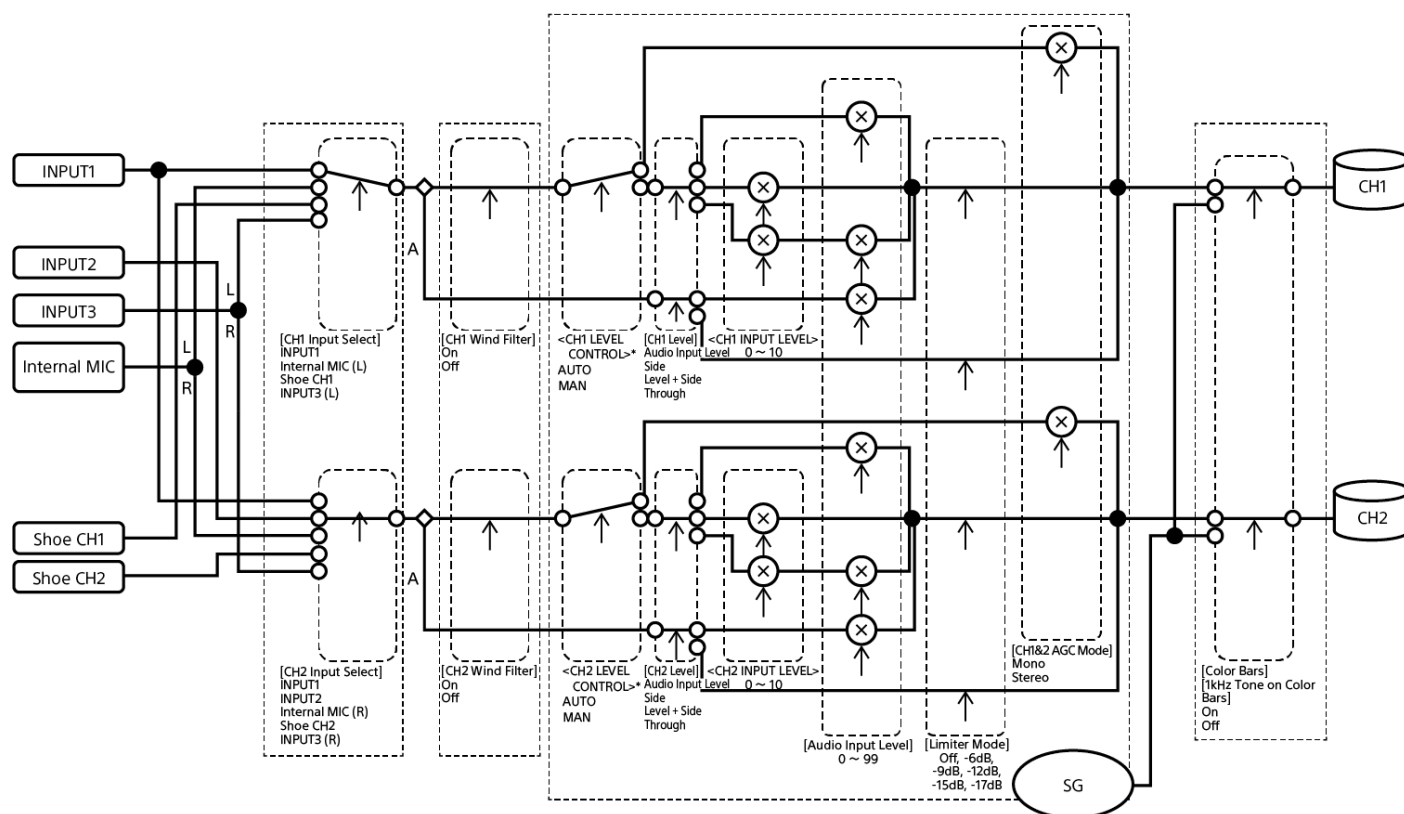 INPUT1
INPUT2
INPUT3
Internal MIC
Shoe CH1
Shoe CH2
L
R
L
R
[CH1 Input Select]
INPUT1
Internal MIC (L)
Shoe CH1
INPUT3 (L)
A
[CH1 Wind Filter]
On
Off
<CH1 LEVEL
CONTROL>*
AUTO
MAN
[CH1 Level]
Audio Input Level
Side
Level + Side
Through
<CH1 INPUT LEVEL>
0 ~ 10
CH1
[CH2 Input Select]
INPUT1
INPUT2
Internal MIC (R)
Shoe CH2
INPUT3 (R)
A
[CH2 Wind Filter]
On
Off
<CH2 LEVEL
CONTROL>*
AUTO
MAN
[CH2 Level]
Audio Input Level
Side
Level + Side
Through
<CH2 INPUT LEVEL>
0 ~ 10
[Audio Input Level]
0 ~ 99
[Limiter Mode]
Off, -6dB,
-9dB, -12dB,
-15dB, -17dB
[CH1&2 AGC Mode]
Mono
Stereo
SG
[Color Bars]
[1kHz Tone on Color
Bars]
On
Off
CH2